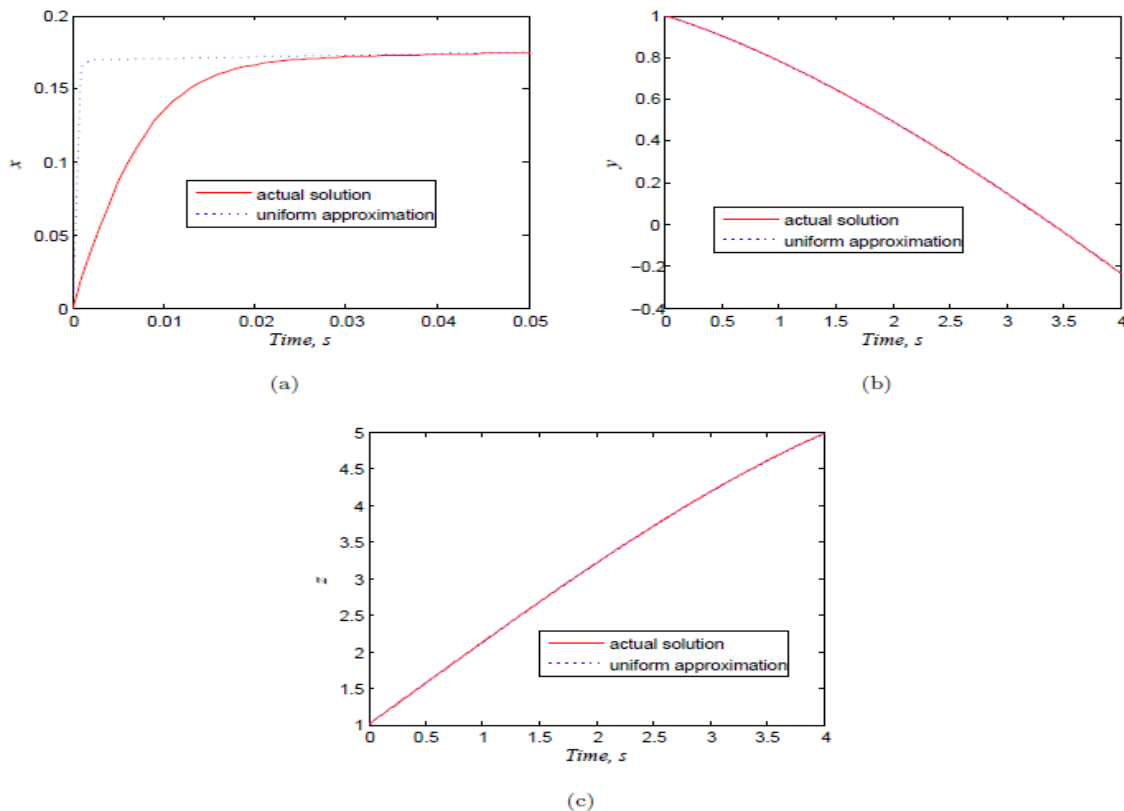 0.2
0.15
0.1
0.05
0
x
actual solution
uniform approximation
0 0.01 0.02 0.03 0.04 0.05
Time, s
(a)
1
0.8
0.6
0.4
0.2
0
−0.2
−0.4
y
actual solution
uniform approximation
0 0.5 1 1.5 2 2.5 3 3.5 4
Time, s
(b)
5
4.5
4
3.5
3
2.5
2
1.5
1
z
actual solution
uniform approximation
0 0.5 1 1.5 2 2.5 3 3.5 4
Time, s
(c)